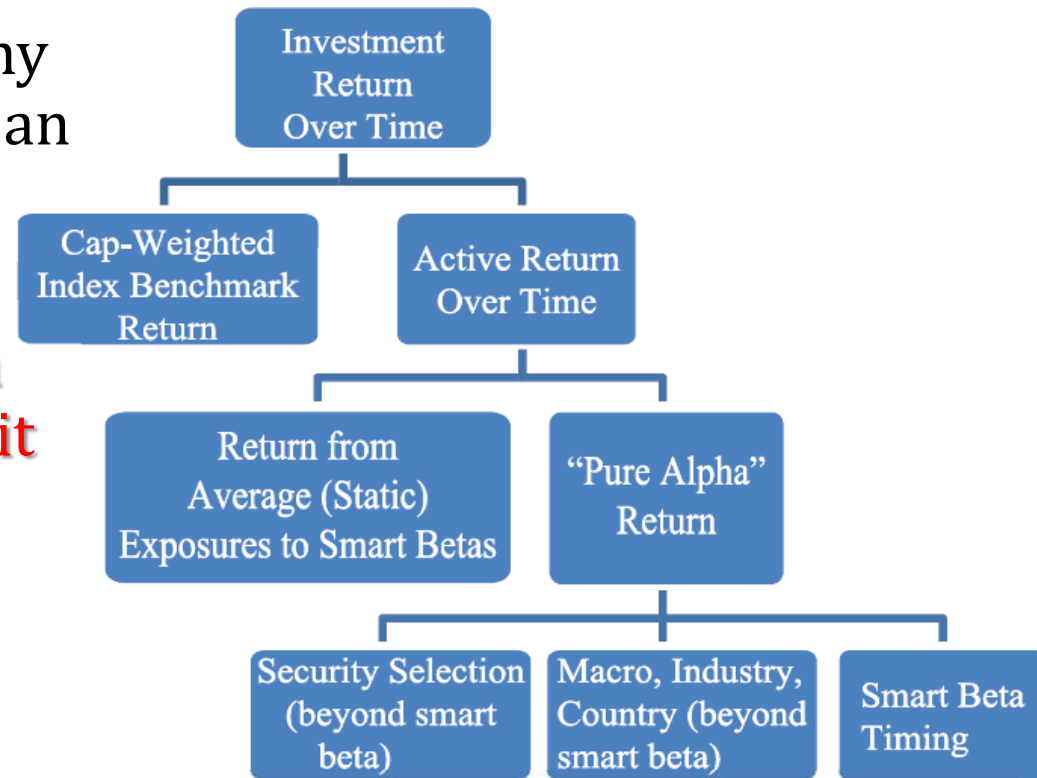 Investment
Return
Over Time
an
Cap-Weighted
Index Benchmark
Return
Active Return
Over Time
it
Return from
Average (Static)
Exposures to Smart Betas
“Pure Alpha”
Return
Security Selection
(beyond smart
beta)
Macro, Industry,
Country (beyond
smart beta)
Smart Beta
Timing